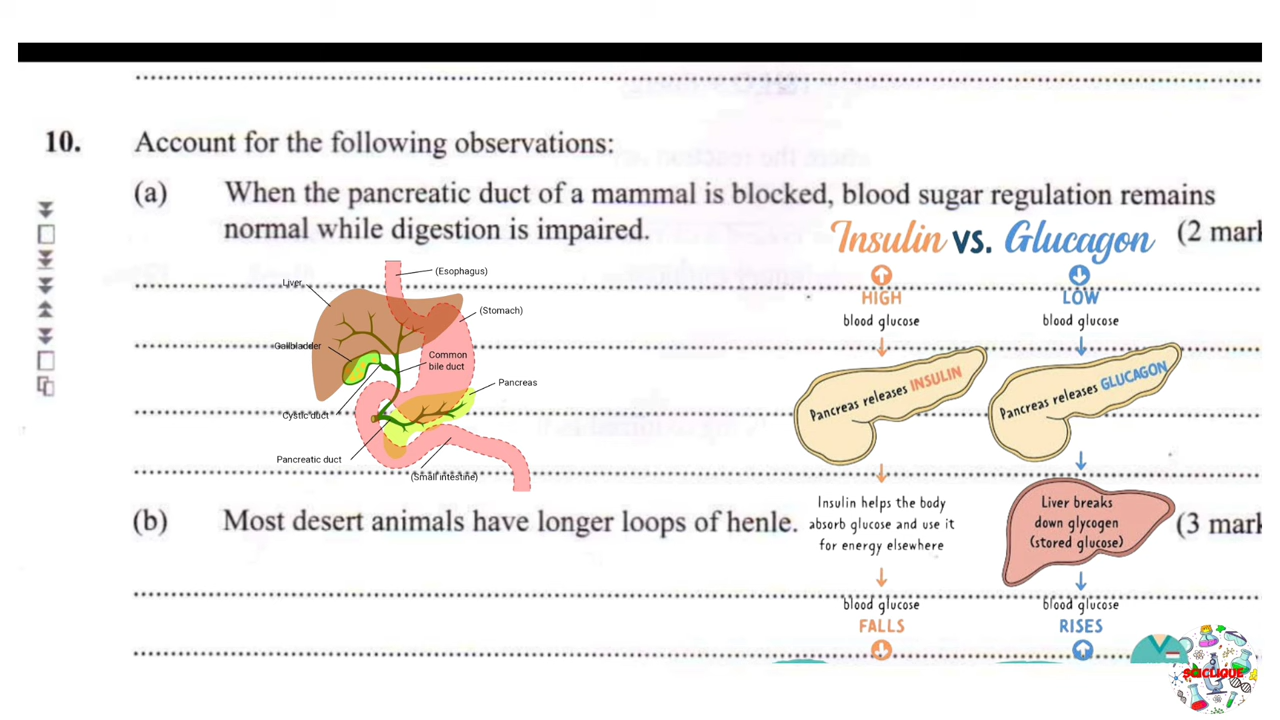 10. Account for the following observations:
(a) When the pancreatic duct of a mammal is blocked, blood sugar regulation remains
normal while digestion is impaired. (2 mark
Insulin vs. Glucagon
(Esophagus)
Liver
(Stomach)
Gallbladder
Common
bile duct
Pancreas
Cystic duct
Pancreatic duct
(Small intestine)
HIGH
blood glucose
Pancreas releases INSULIN
Insulin helps the body
absorb glucose and use it
for energy elsewhere
blood glucose
FALLS
LOW
blood glucose
Pancreas releases GLUCAGON
Liver breaks
down glycogen
(stored glucose)
blood glucose
RISES
(b) Most desert animals have longer loops of henle. (3 mark
SCICLIQUE